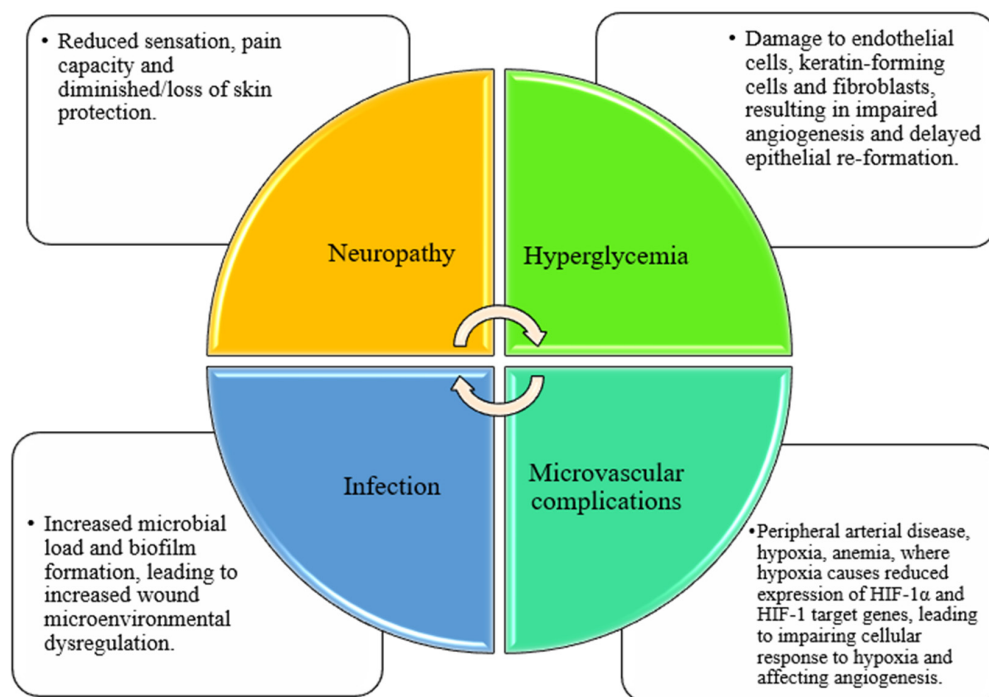 • Reduced sensation, pain
capacity and
diminished/loss of skin
protection.
• Damage to endothelial
cells, keratin-forming
cells and fibroblasts,
resulting in impaired
angiogenesis and delayed
epithelial re-formation.
Neuropathy
Hyperglycemia
Infection
Microvascular
complications
• Increased microbial
load and biofilm
formation, leading to
increased wound
microenvironmental
dysregulation.
•Peripheral arterial disease,
hypoxia, anemia, where
hypoxia causes reduced
expression of HIF-1α and
HIF-1 target genes, leading
to impairing cellular
response to hypoxia and
affecting angiogenesis.